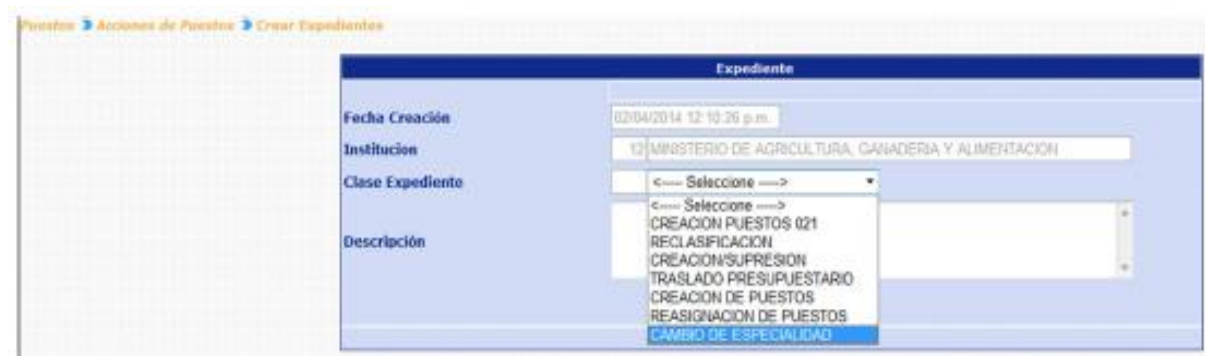 Puestos Acciones de Puestos Crear Expedientes
Expediente
Fecha Creación 02/04/2014 12:10:26 p.m.
Institucion 12 MINISTERIO DE AGRICULTURA, GANADERIA Y ALIMENTACION
Clase Expediente <---- Seleccione ---->
<---- Seleccione ---->
CREACION PUESTOS 021
RECLASIFICACION
Descripción
CREACION/SUPRESION
TRASLADO PRESUPUESTARIO
CREACION DE PUESTOS
REASIGNACION DE PUESTOS
CAMBIO DE ESPECIALIDAD